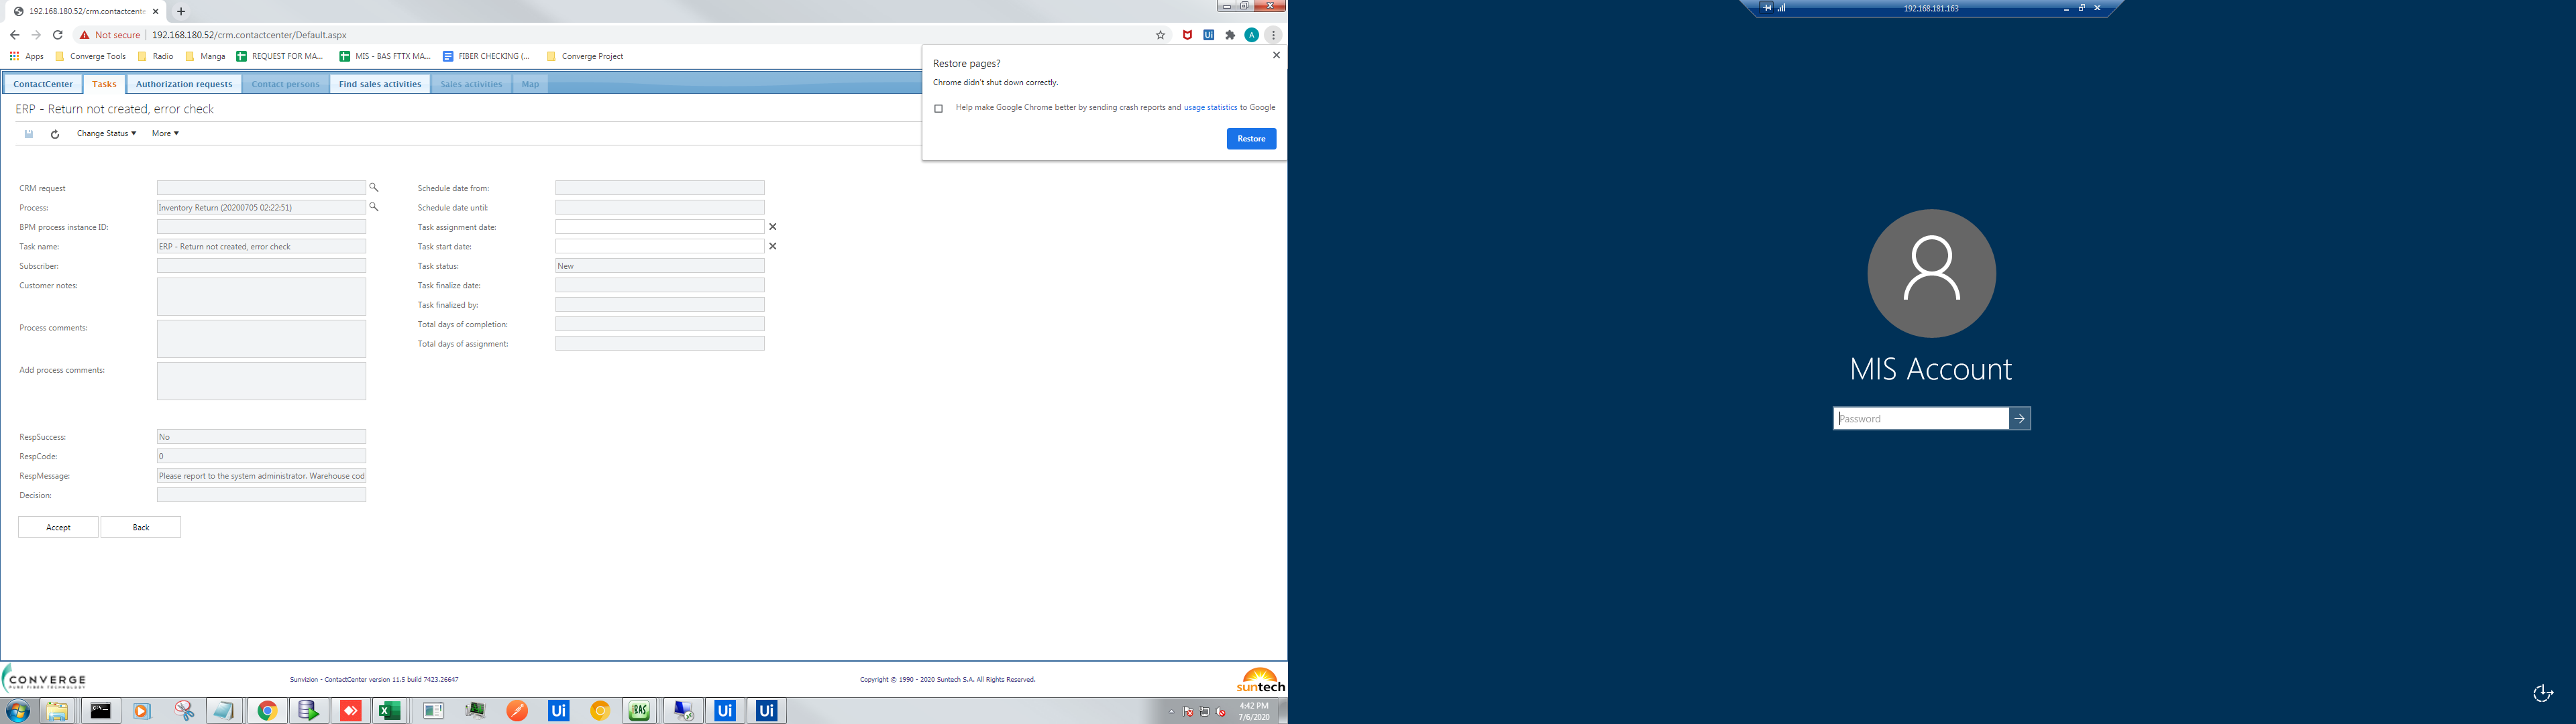 192.168.180.52/crm.contactcente
Not secure 192.168.180.52/crm.contactcenter/Default.aspx
A
Apps Converge Tools Radio Manga REQUEST FOR MA... MIS - BAS FTTX MA... FIBER CHECKING (... Converge Project
Restore pages?
Chrome didn't shut down correctly.
Help make Google Chrome better by sending crash reports and usage statistics to Google
Restore
ContactCenter Tasks Authorization requests Contact persons Find sales activities Sales activities Map
ERP - Return not created, error check
Change Status More
CRM request
Process: Inventory Return (20200705 02:22:51)
BPM process instance ID:
Task name: ERP - Return not created, error check
Subscriber:
Customer notes:
Process comments:
Add process comments:
RespSuccess: No
RespCode: 0
RespMessage: Please report to the system administrator. Warehouse cod
Decision:
Accept Back
Schedule date from:
Schedule date until:
Task assignment date:
Task start date:
Task status: New
Task finalize date:
Task finalized by:
Total days of completion:
Total days of assignment:
CONVERGE
PURE FIBER TECHNOLOGY
Sunvizion - ContactCenter version 11.5 build 7423.26647
Copyright © 1990 - 2020 Suntech S.A. All Rights Reserved.
suntech
Ui BAS Ui Ui
4:42 PM
7/6/2020
192.168.181.163
MIS Account
Password